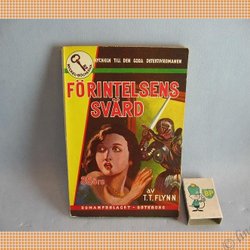 NYCKELN TILL DEN GODA DETEKTIVROMANEN
FÖRINTELSENS
SVÄRD
AV
T.T. FLYNN
ROMANFÖRLAGET - GÖTEBORG